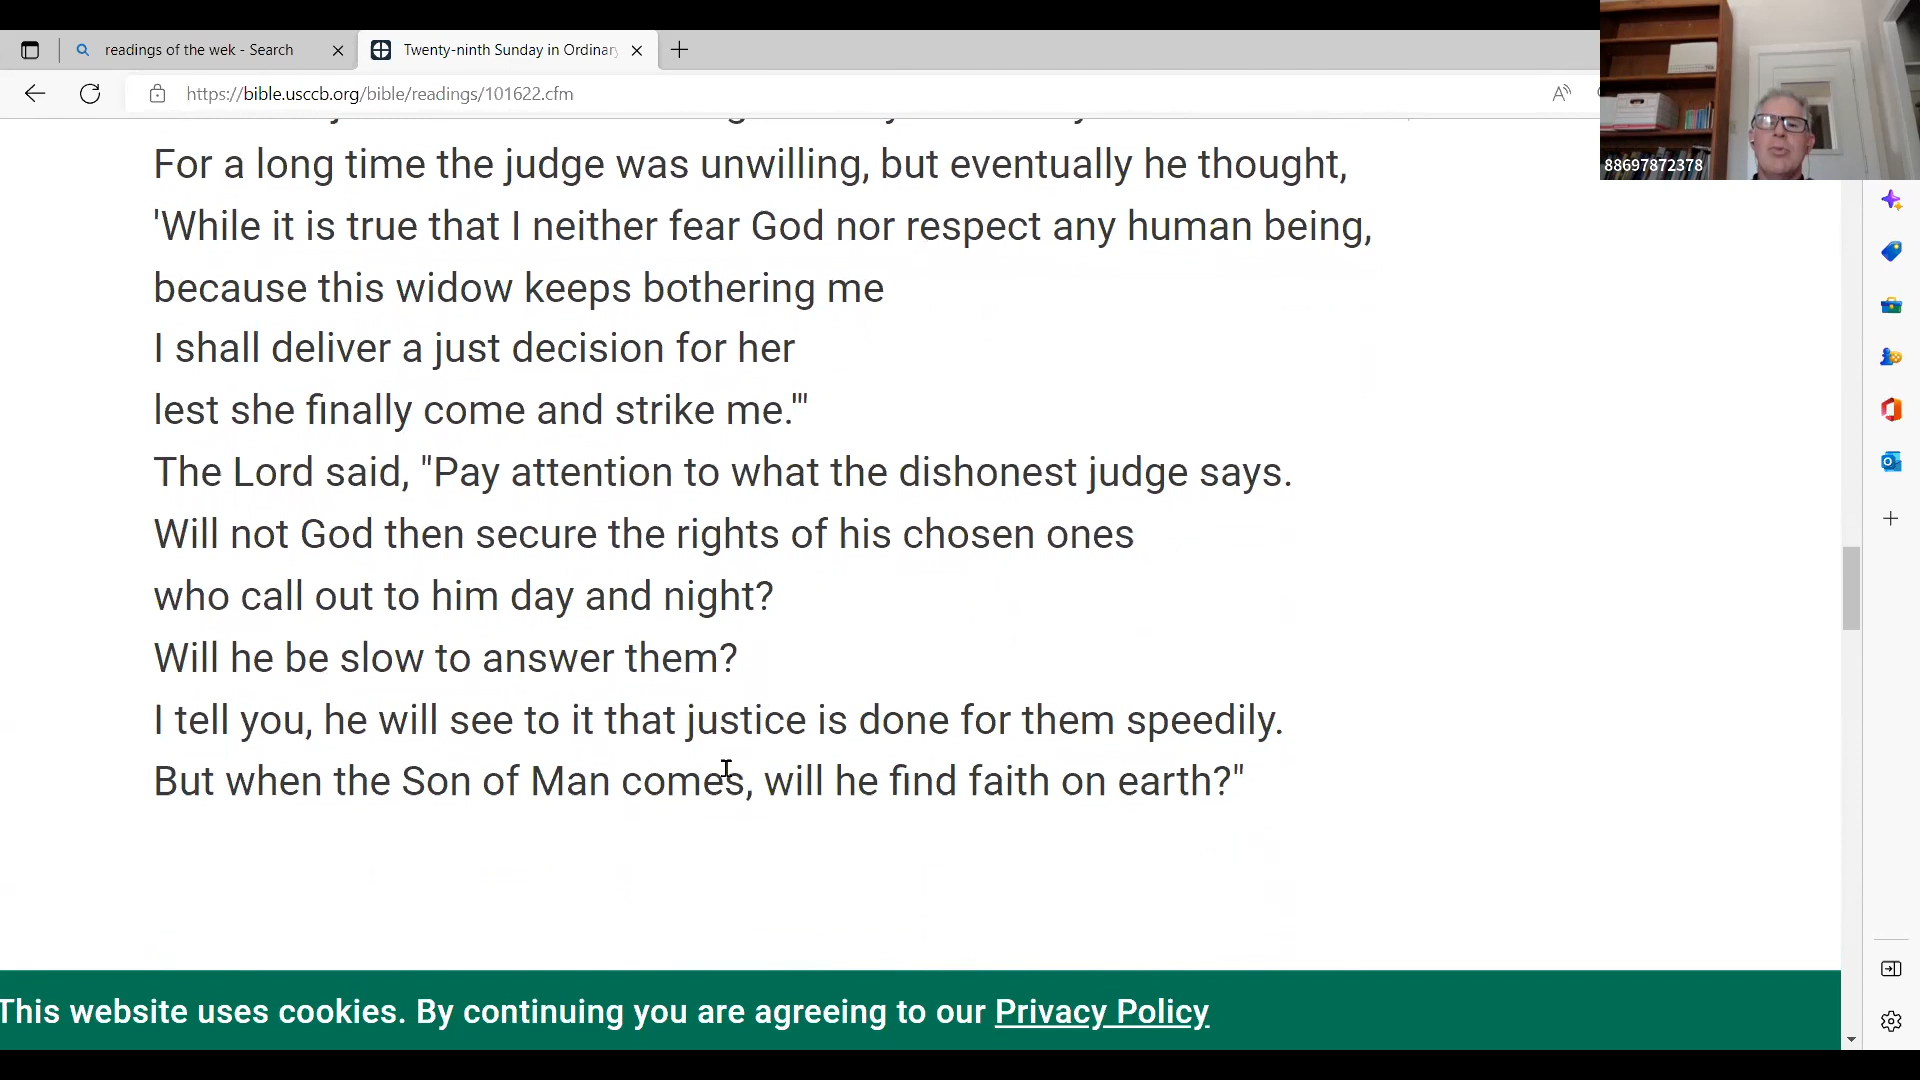 readings of the wek - Search
Twenty-ninth Sunday in Ordinar
https://bible.usccb.org/bible/readings/101622.cfm
88697872378
For a long time the judge was unwilling, but eventually he thought,
'While it is true that I neither fear God nor respect any human being,
because this widow keeps bothering me
I shall deliver a just decision for her
lest she finally come and strike me.'"
The Lord said, "Pay attention to what the dishonest judge says.
Will not God then secure the rights of his chosen ones
who call out to him day and night?
Will he be slow to answer them?
I tell you, he will see to it that justice is done for them speedily.
But when the Son of Man comes, will he find faith on earth?"
This website uses cookies. By continuing you are agreeing to our Privacy Policy